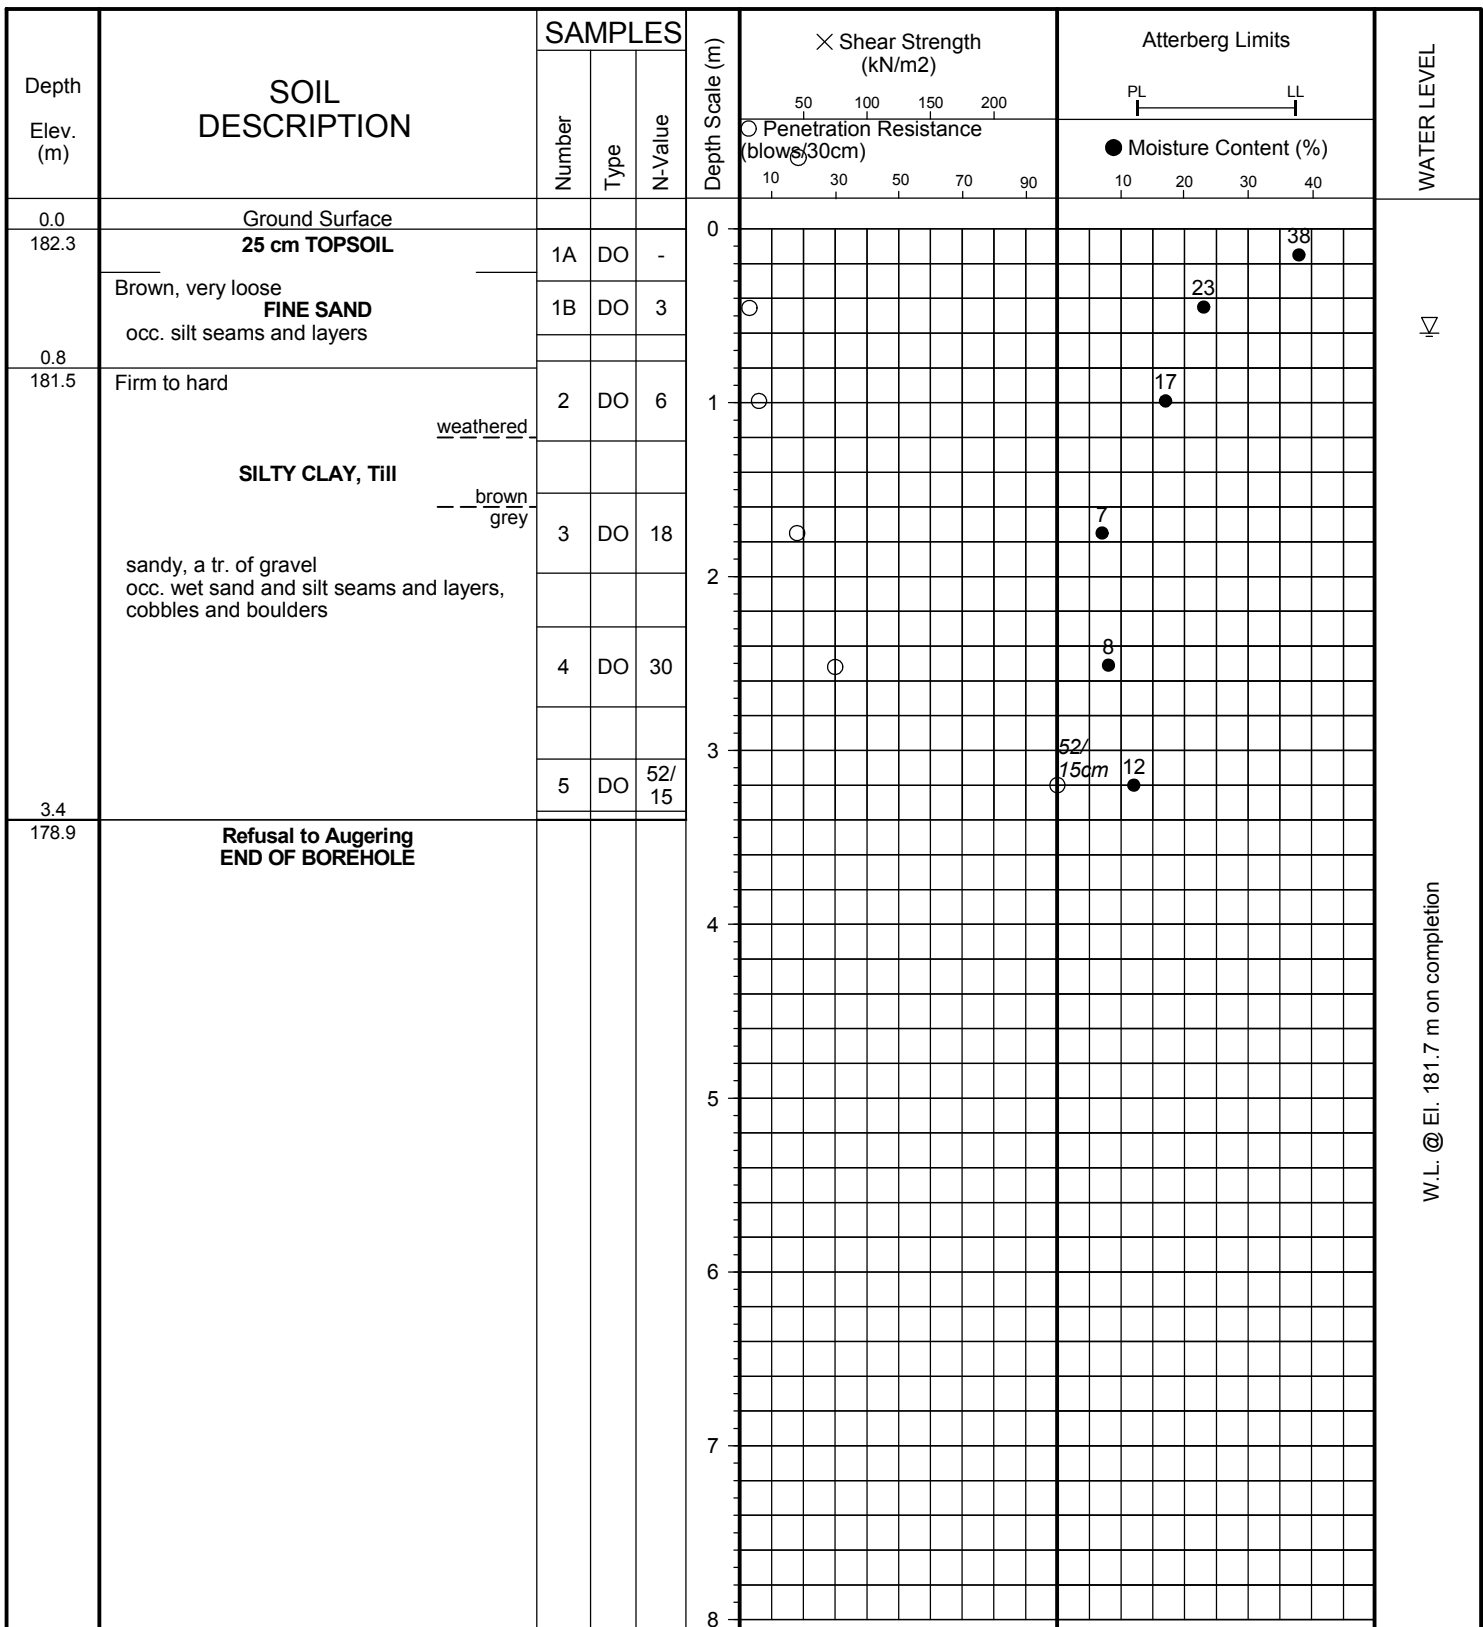 Depth
Elev.
(m)
SOIL
DESCRIPTION
SAMPLES
Number
Type
N-Value
Depth Scale (m)
× Shear Strength
(kN/m2)
50 100 150 200
Penetration Resistance
(blows/30cm)
10 30 50 70 90
Atterberg Limits
PL LL
Moisture Content (%)
10 20 30 40
WATER LEVEL
0.0 Ground Surface
0
182.3 25 cm TOPSOIL
1A DO -
38
Brown, very loose
FINE SAND
occ. silt seams and layers
1B DO 3
23
0.8
181.5 Firm to hard
2 DO 6
1
17
weathered
SILTY CLAY, Till
brown
grey
3 DO 18
7
sandy, a tr. of gravel
occ. wet sand and silt seams and layers,
cobbles and boulders
2
4 DO 30
8
3
5 DO 52/
15
52/
15cm
12
3.4
178.9 Refusal to Augering
END OF BOREHOLE
4
5
6
7
8
W.L. @ El. 181.7 m on completion